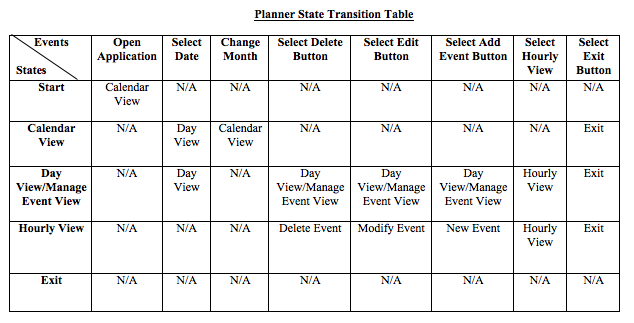 Planner State Transition Table
Events Open Select Change Select Delete Select Edit Select Add Select Select
Application Date Month Button Button Event Button Hourly Exit
States View Button
Start Calendar N/A N/A N/A N/A N/A N/A N/A
View
Calendar N/A Day Calendar N/A N/A N/A N/A Exit
View View View
Day N/A Day N/A Day Day Day Hourly Exit
View/Manage View View/Manage View/Manage View/Manage View
Event View Event View Event View Event View
Hourly View N/A N/A N/A Delete Event Modify Event New Event Hourly Exit
View
Exit N/A N/A N/A N/A N/A N/A N/A N/A